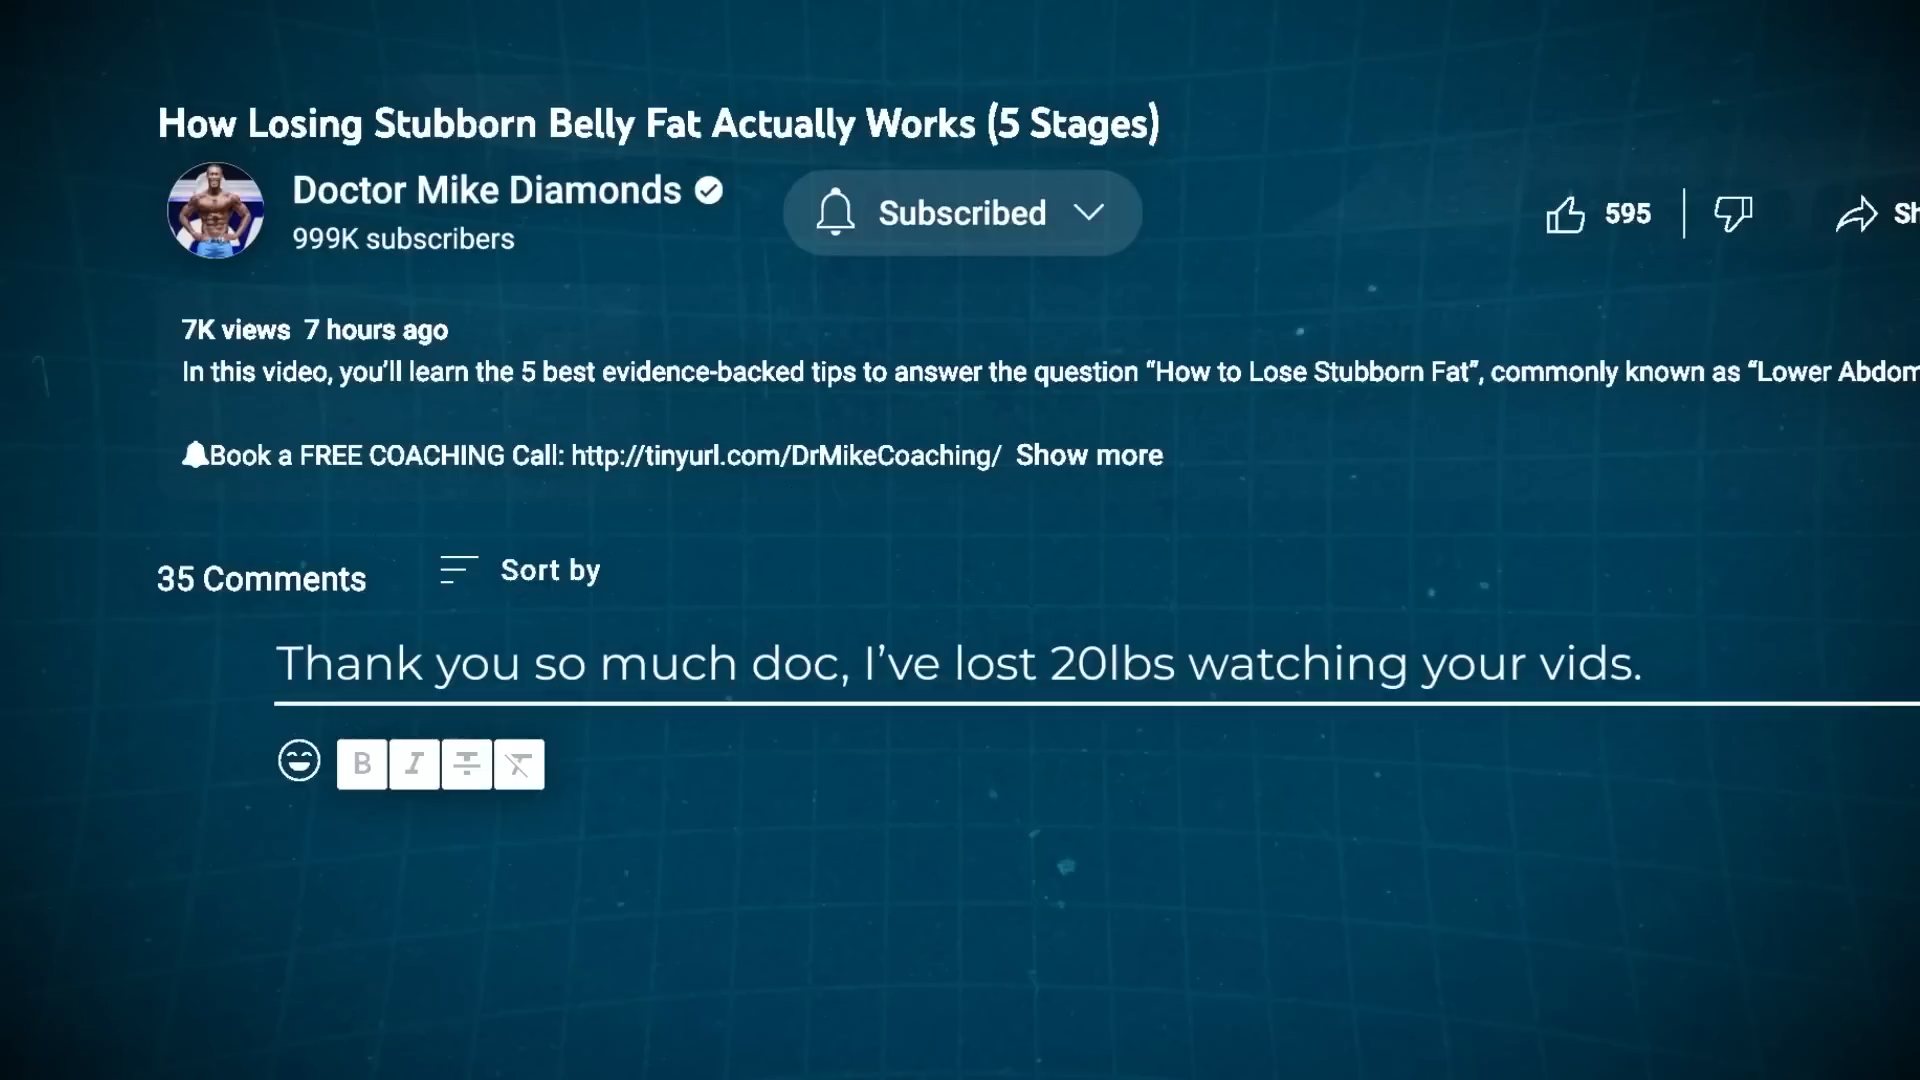 How Losing Stubborn Belly Fat Actually Works (5 Stages)
Doctor Mike Diamonds
999K subscribers
Subscribed
595
Sh
7K views 7 hours ago
In this video, you’ll learn the 5 best evidence-backed tips to answer the question “How to Lose Stubborn Fat”, commonly known as “Lower Abdom
Book a FREE COACHING Call: http://tinyurl.com/DrMikeCoaching/ Show more
35 Comments
Sort by
Thank you so much doc, I’ve lost 20lbs watching your vids.
B I T T